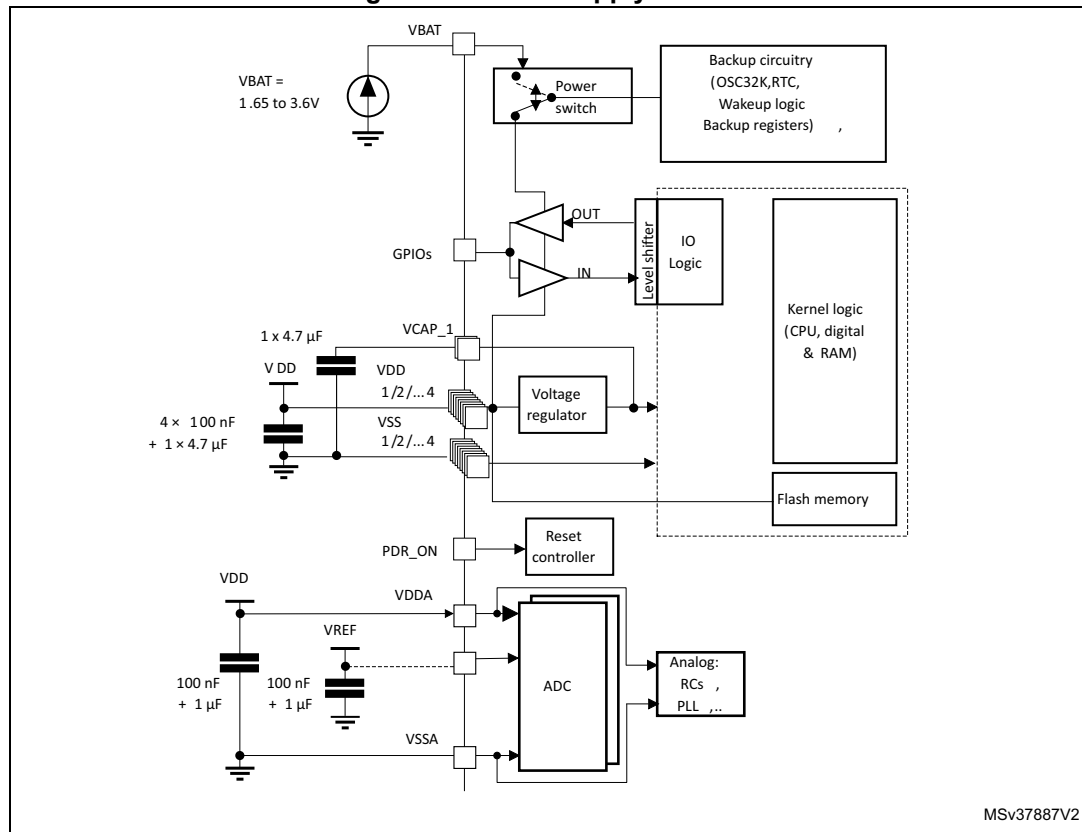 VBAT
VBAT =
1.65 to 3.6V
Power
switch
Backup circuitry
(OSC32K,RTC,
Wakeup logic
Backup registers) ,
OUT
GPIOs
IN
Level shifter
IO
Logic
Kernel logic
(CPU, digital
& RAM)
VCAP_1
1 x 4.7 µF
V DD
VDD
1/2/... 4
Voltage
regulator
4 × 100 nF
+ 1 × 4.7 µF
VSS
1/2/... 4
Flash memory
PDR_ON
Reset
controller
VDD
VDDA
VREF
100 nF
+ 1 µF
100 nF
+ 1 µF
ADC
Analog:
RCs ,
PLL ,..
VSSA
MSv37887V2